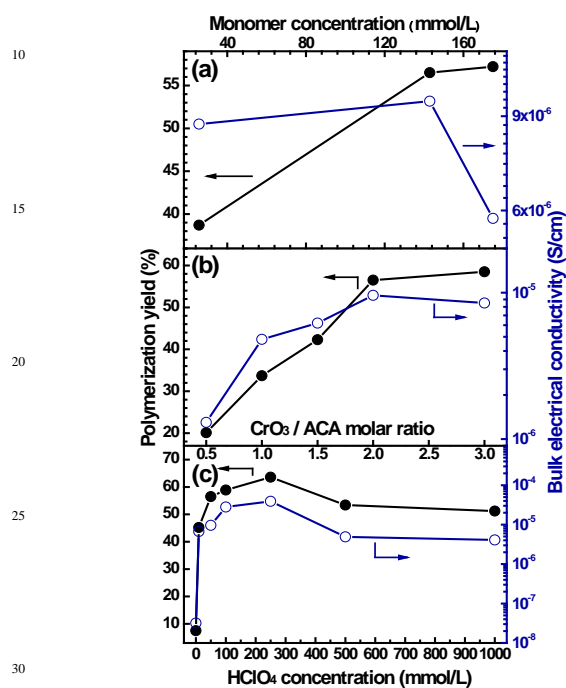 Monomer concentration (mmol/L)
40 80 120 160
10
(a)
55
50
45
40
9x10⁻⁶
6x10⁻⁶
15
Polymerization yield (%)
Bulk electrical conductivity (S/cm)
(b)
60
50
40
30
20
10⁻⁵
10⁻⁶
20
CrO₃ / ACA molar ratio
0.5 1.0 1.5 2.0 2.5 3.0
(c)
70
60
50
40
30
20
10
10⁻⁴
10⁻⁵
10⁻⁶
10⁻⁷
10⁻⁸
25
0 100 200 300 400 500 600 700 800 900 1000
HClO₄ concentration (mmol/L)
30